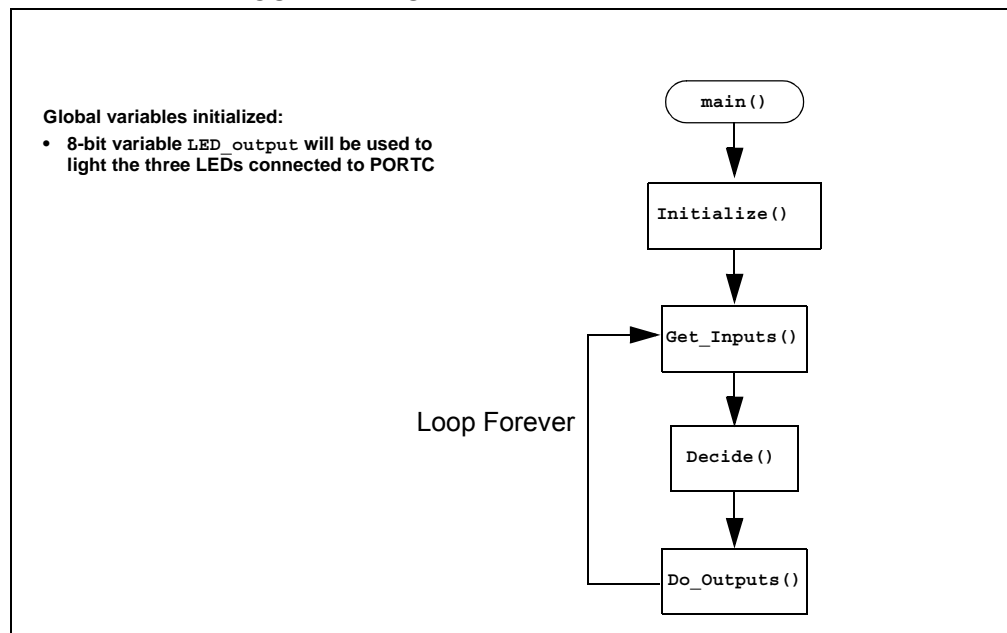 Global variables initialized:
• 8-bit variable LED_output will be used to
light the three LEDs connected to PORTC
main()
Initialize()
Get_Inputs()
Loop Forever
Decide()
Do_Outputs()